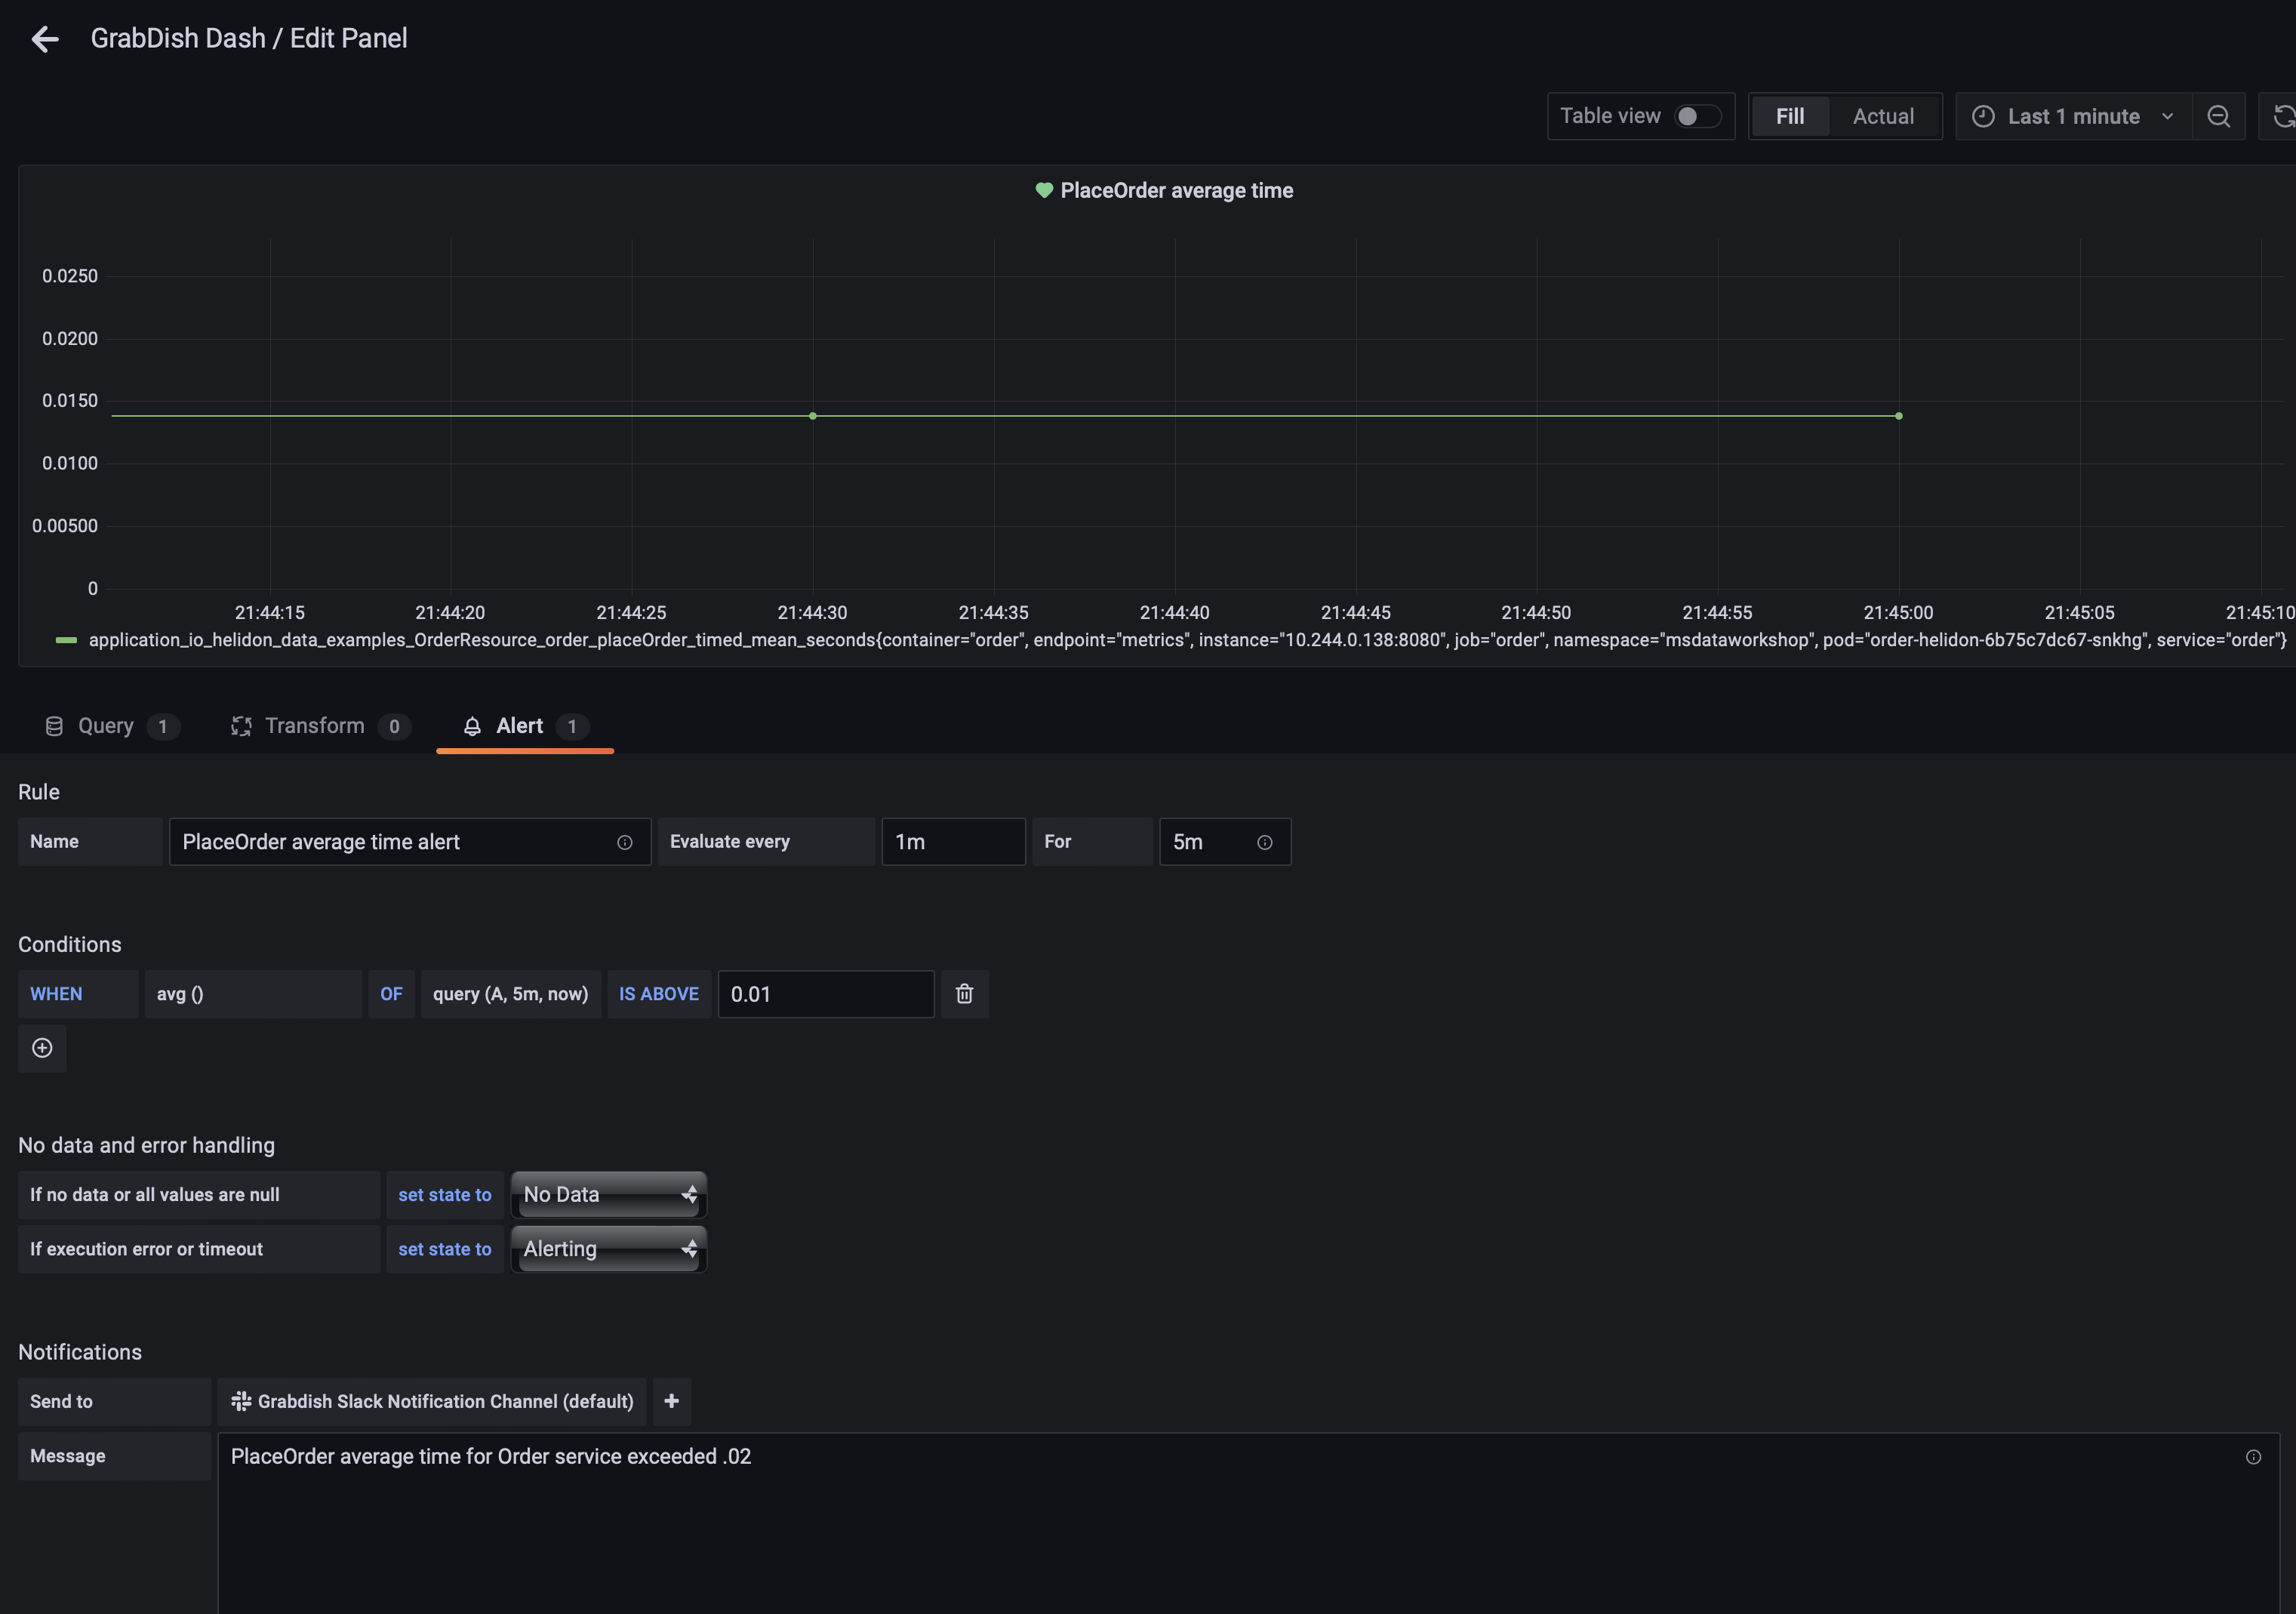 GrabDish Dash / Edit Panel
Table view Fill Actual Last 1 minute
PlaceOrder average time
0.0250
0.0200
0.0150
0.0100
0.00500
0
21:44:15 21:44:20 21:44:25 21:44:30 21:44:35 21:44:40 21:44:45 21:44:50 21:44:55 21:45:00 21:45:05 21:45:10
application_io_helidon_data_examples_OrderResource_order_placeOrder_timed_mean_seconds{container="order", endpoint="metrics", instance="10.244.0.138:8080", job="order", namespace="msdataworkshop", pod="order-helidon-6b75c7dc67-snkhg", service="order"}
Query 1 Transform 0 Alert 1
Rule
Name PlaceOrder average time alert Evaluate every 1m For 5m
Conditions
WHEN avg () OF query (A, 5m, now) IS ABOVE 0.01
No data and error handling
If no data or all values are null set state to No Data
If execution error or timeout set state to Alerting
Notifications
Send to Grabdish Slack Notification Channel (default) +
Message PlaceOrder average time for Order service exceeded .02